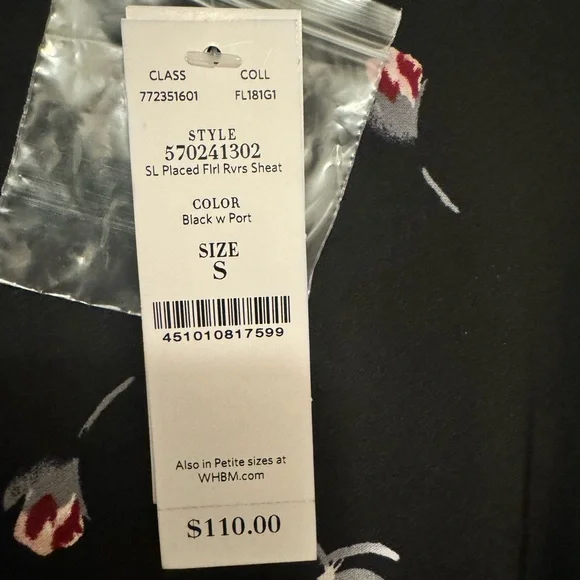 CLASS COLL
772351601 FL181G1
STYLE
570241302
SL Placed Flrl Rvrs Sheat
COLOR
Black w Port
SIZE
S
451010817599
Also in Petite sizes at
WHBM.com
$110.00